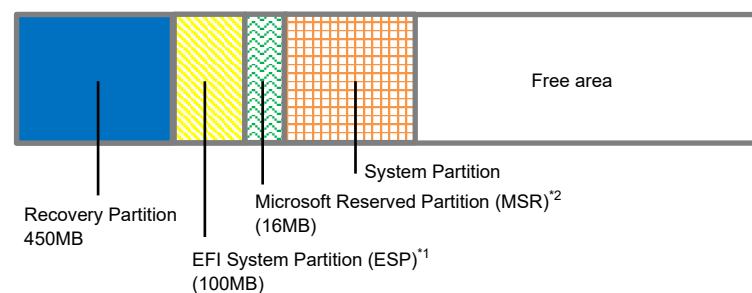 Free area
System Partition
Microsoft Reserved Partition (MSR)*2
(16MB)
Recovery Partition
450MB
EFI System Partition (ESP)*1
(100MB)